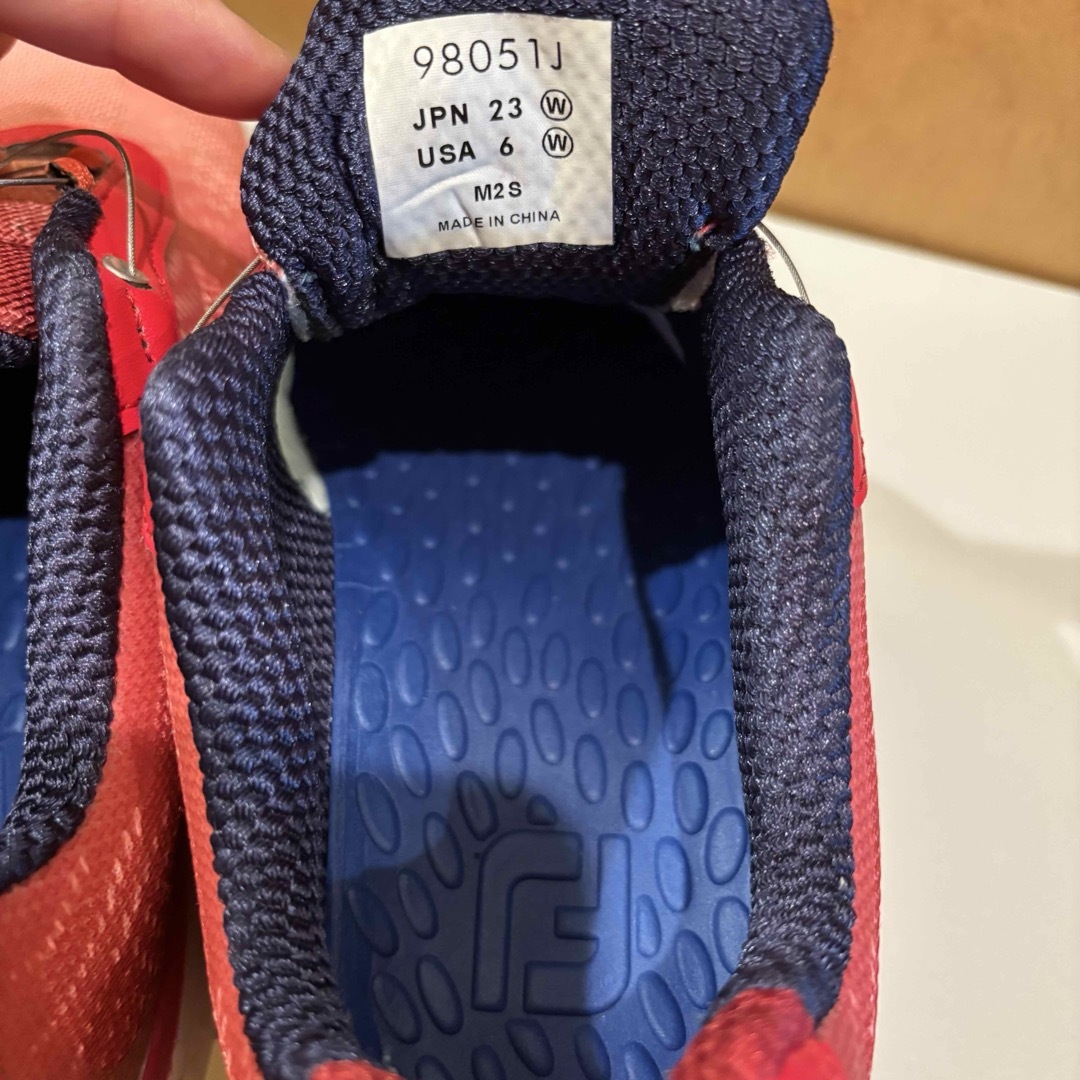 98051J
JPN 23 Ⓦ
USA 6 Ⓦ
M2S
MADE IN CHINA
FJ